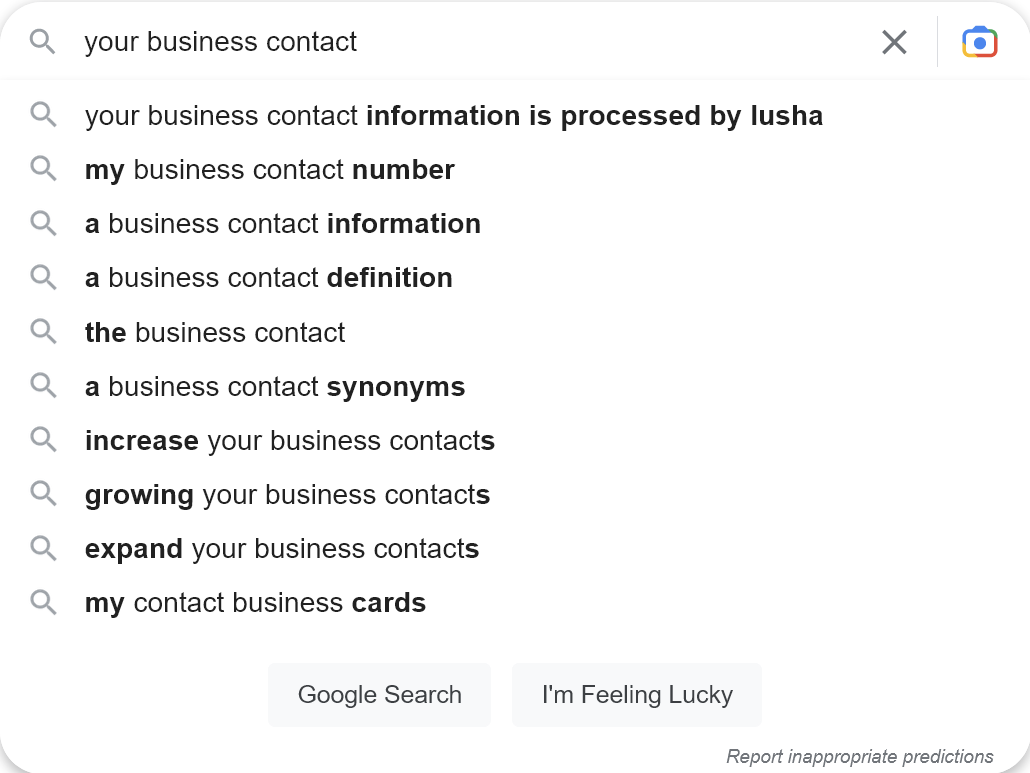 your business contact
your business contact information is processed by lusha
my business contact number
a business contact information
a business contact definition
the business contact
a business contact synonyms
increase your business contacts
growing your business contacts
expand your business contacts
my contact business cards
Google Search I'm Feeling Lucky
Report inappropriate predictions